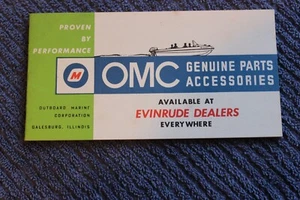 PROVEN
BY
PERFORMANCE
OMC
GENUINE PARTS
ACCESSORIES
OUTBOARD MARINE
CORPORATION
GALESBURG, ILLINOIS
AVAILABLE AT
EVINRUDE DEALERS
EVERYWHERE